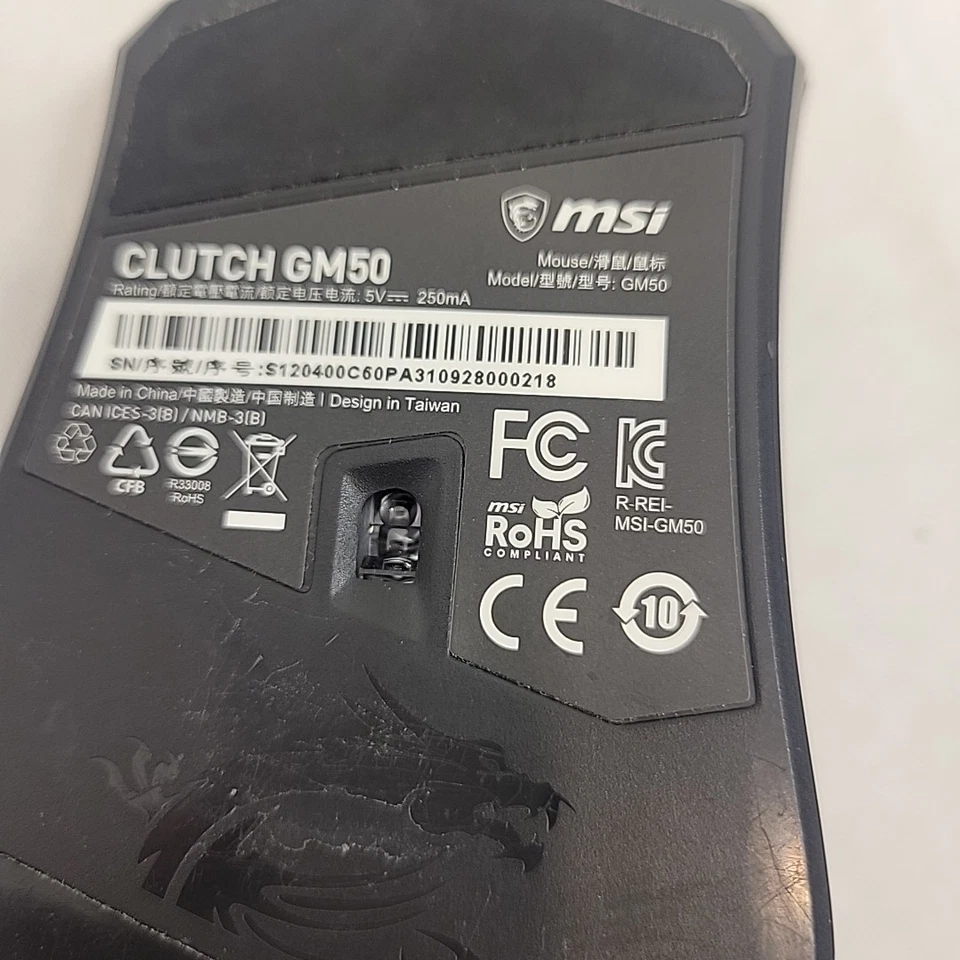 msi
CLUTCH GM50
Mouse/滑鼠/鼠标
Model/型號/型号: GM50
Rating/額定電壓電流/额定电压电流: 5V⎓ 250mA
SN/序號/序号:S120400C60PA310928000218
Made in China/中國製造/中国制造 | Design in Taiwan
CAN ICES-3(B) / NMB-3(B)
CFB
R33008
RoHS
FC
KC
R-REI-
MSI-GM50
msi
RoHS
COMPLIANT
CE
10